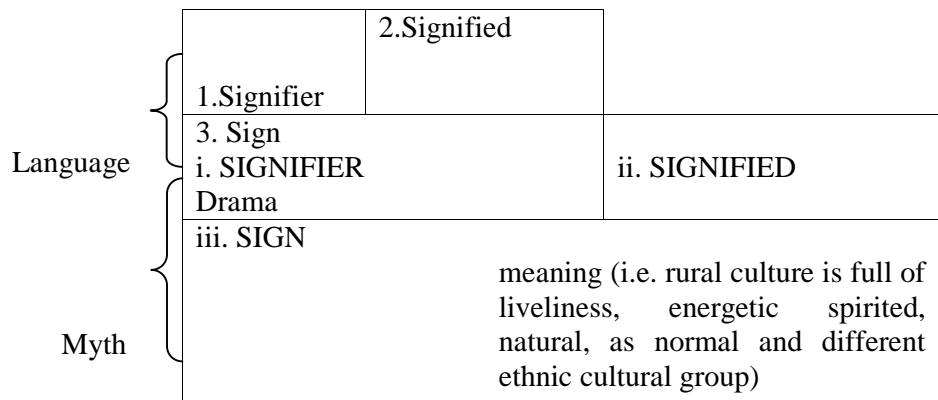 2.Signified
1.Signifier
3. Sign
Language
i. SIGNIFIER
ii. SIGNIFIED
Drama
iii. SIGN
meaning (i.e. rural culture is full of
liveliness, energetic spirited,
natural, as normal and different
Myth
ethnic cultural group)